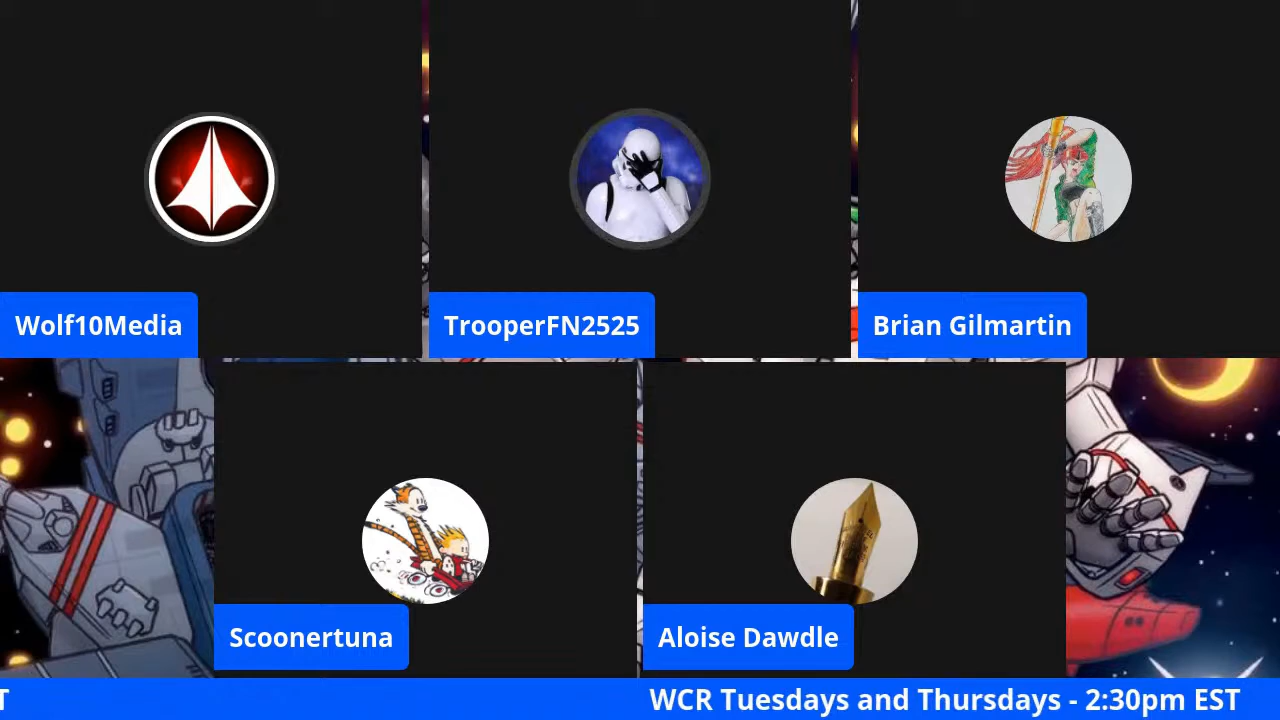 Wolf10Media
TrooperFN2525
Brian Gilmartin
Scoonertuna
Aloise Dawdle
T
WCR Tuesdays and Thursdays - 2:30pm EST